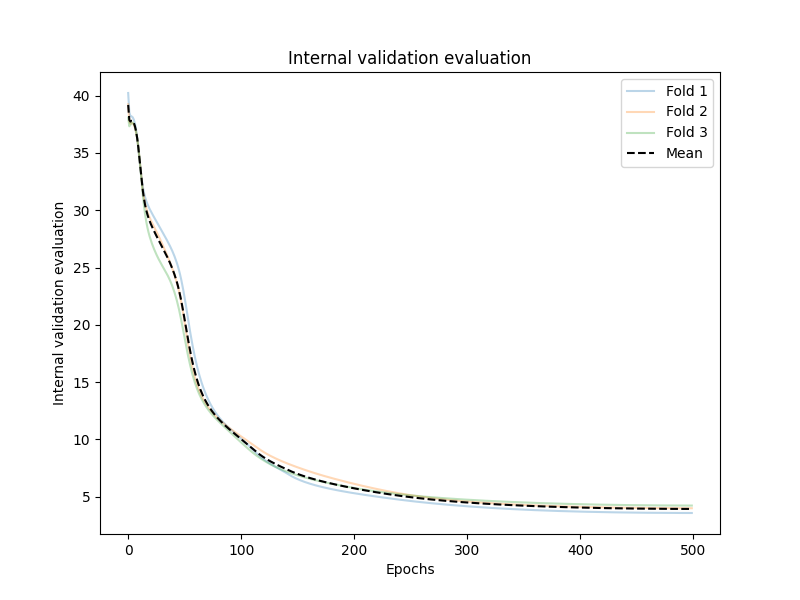 Internal validation evaluation
Internal validation evaluation
40
35
30
25
20
15
10
5
0
100
200
300
400
500
Epochs
Fold 1
Fold 2
Fold 3
Mean